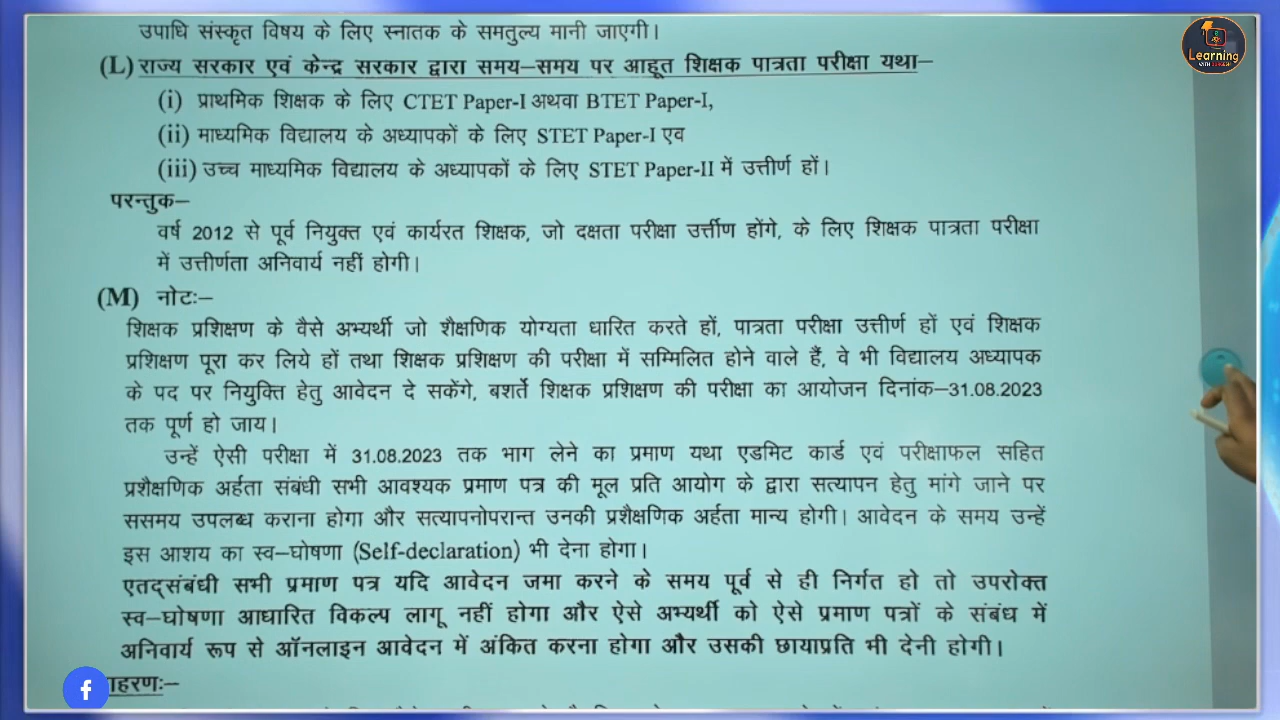 उपाधि संस्कृत विषय के लिए स्नातक के समतुल्य मानी जाएगी।
(L) राज्य सरकार एवं केन्द्र सरकार द्वारा समय–समय पर आहूत शिक्षक पात्रता परीक्षा यथा–
(i) प्राथमिक शिक्षक के लिए CTET Paper-I अथवा BTET Paper-I,
(ii) माध्यमिक विद्यालय के अध्यापकों के लिए STET Paper-I एव
(iii) उच्च माध्यमिक विद्यालय के अध्यापकों के लिए STET Paper-II में उत्तीर्ण हों।
परन्तुक–
वर्ष 2012 से पूर्व नियुक्त एवं कार्यरत शिक्षक, जो दक्षता परीक्षा उर्त्तीण होंगे, के लिए शिक्षक पात्रता परीक्षा
में उत्तीर्णता अनिवार्य नहीं होगी।
(M) नोटः–
शिक्षक प्रशिक्षण के वैसे अभ्यर्थी जो शैक्षणिक योग्यता धारित करते हों, पात्रता परीक्षा उत्तीर्ण हों एवं शिक्षक
प्रशिक्षण पूरा कर लिये हों तथा शिक्षक प्रशिक्षण की परीक्षा में सम्मिलित होने वाले हैं, वे भी विद्यालय अध्यापक
के पद पर नियुक्ति हेतु आवेदन दे सकेंगे, बशर्ते शिक्षक प्रशिक्षण की परीक्षा का आयोजन दिनांक–31.08.2023
तक पूर्ण हो जाय।
उन्हें ऐसी परीक्षा में 31.08.2023 तक भाग लेने का प्रमाण यथा एडमिट कार्ड एवं परीक्षाफल सहित
प्रशैक्षणिक अर्हता संबंधी सभी आवश्यक प्रमाण पत्र की मूल प्रति आयोग के द्वारा सत्यापन हेतु मांगे जाने पर
ससमय उपलब्ध कराना होगा और सत्यापनोपरान्त उनकी प्रशैक्षणिक अर्हता मान्य होगी। आवेदन के समय उन्हें
इस आशय का स्व–घोषणा (Self-declaration) भी देना होगा।
एतद्संबंधी सभी प्रमाण पत्र यदि आवेदन जमा करने के समय पूर्व से ही निर्गत हो तो उपरोक्त
स्व–घोषणा आधारित विकल्प लागू नहीं होगा और ऐसे अभ्यर्थी को ऐसे प्रमाण पत्रों के संबंध में
अनिवार्य रूप से ऑनलाइन आवेदन में अंकित करना होगा और उसकी छायाप्रति भी देनी होगी।
ाहरणः–
Learning